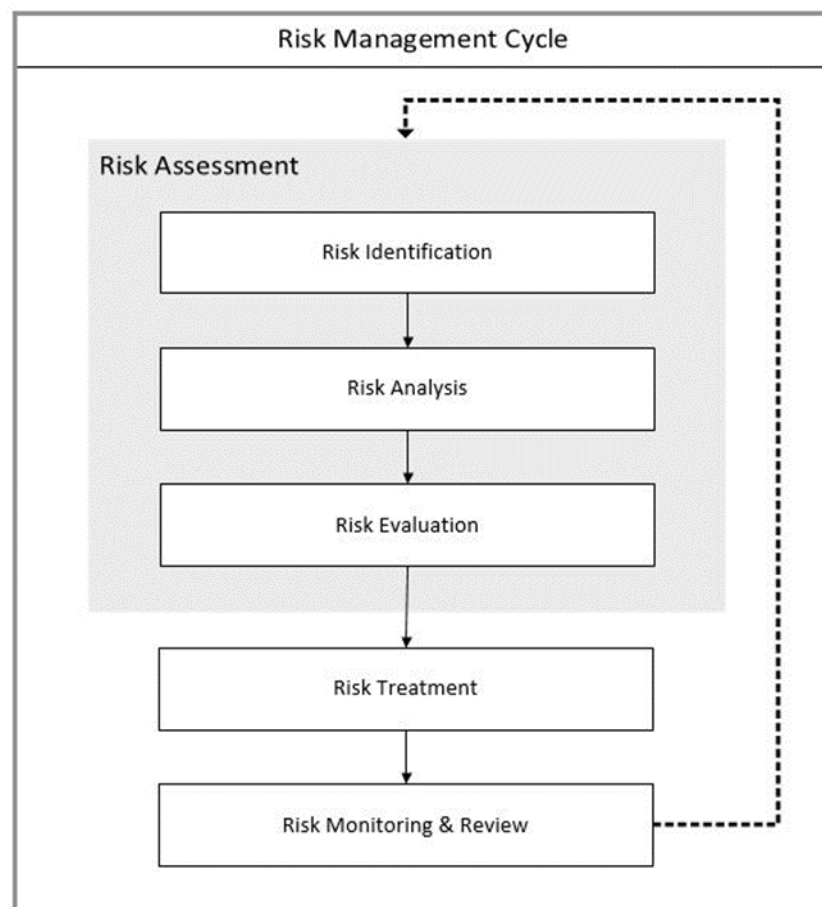 Risk Management Cycle
Risk Assessment
Risk Identification
Risk Analysis
Risk Evaluation
Risk Treatment
Risk Monitoring & Review